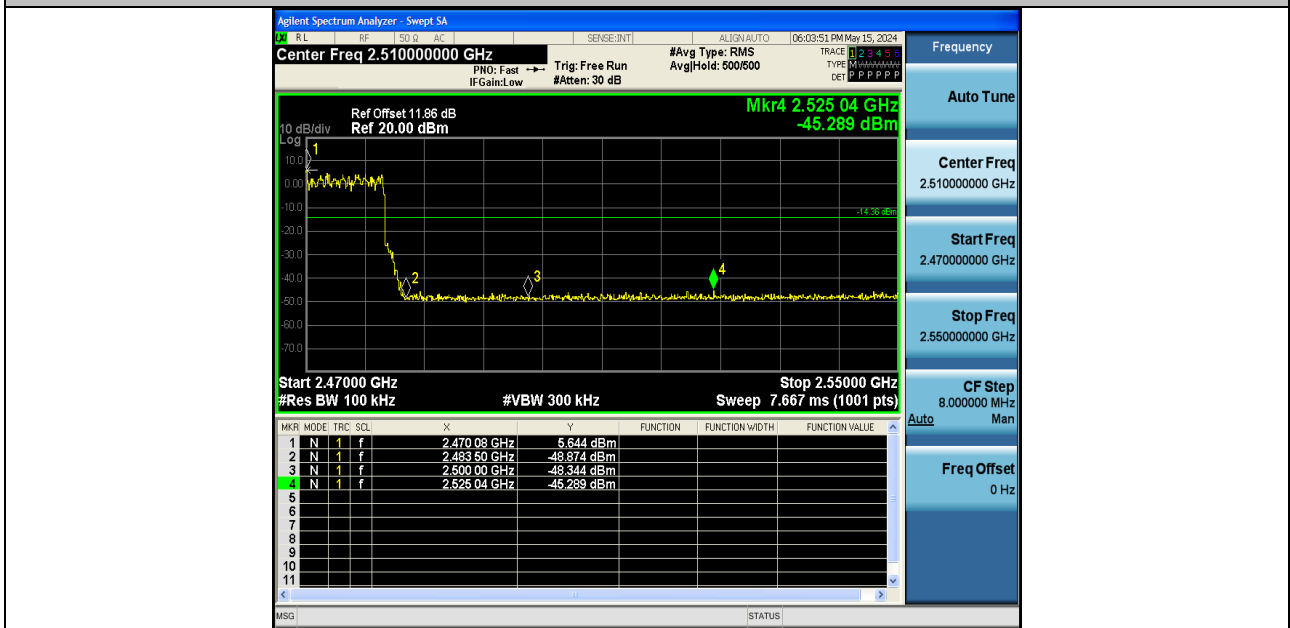 Agilent Spectrum Analyzer - Swept SA
RL RF 50 Ω AC SENSE:INT ALIGN AUTO 06:03:51 PM May 15, 2024
Center Freq 2.510000000 GHz
PNO: Fast
IFGain:Low
Trig: Free Run
#Atten: 30 dB
#Avg Type: RMS
Avg|Hold: 500/500
TRACE 1 2 3 4 5 6
TYPE M
DET P P P P P P
Frequency
Auto Tune
Center Freq
2.510000000 GHz
Start Freq
2.470000000 GHz
Stop Freq
2.550000000 GHz
CF Step
8.000000 MHz
Auto Man
Freq Offset
0 Hz
Mkr4 2.525 04 GHz
-45.289 dBm
Ref Offset 11.86 dB
10 dB/div Ref 20.00 dBm
Log
10.0
0.00
-10.0
-20.0
-30.0
-40.0
-50.0
-60.0
-70.0
1
2
3
4
-14.36 dBm
Start 2.47000 GHz Stop 2.55000 GHz
#Res BW 100 kHz #VBW 300 kHz Sweep 7.667 ms (1001 pts)
MKR MODE TRC SCL X Y FUNCTION FUNCTION WIDTH FUNCTION VALUE
1 N 1 f 2.470 08 GHz 5.644 dBm
2 N 1 f 2.483 50 GHz -48.874 dBm
3 N 1 f 2.500 00 GHz -48.344 dBm
4 N 1 f 2.525 04 GHz -45.289 dBm
5
6
7
8
9
10
11
MSG STATUS